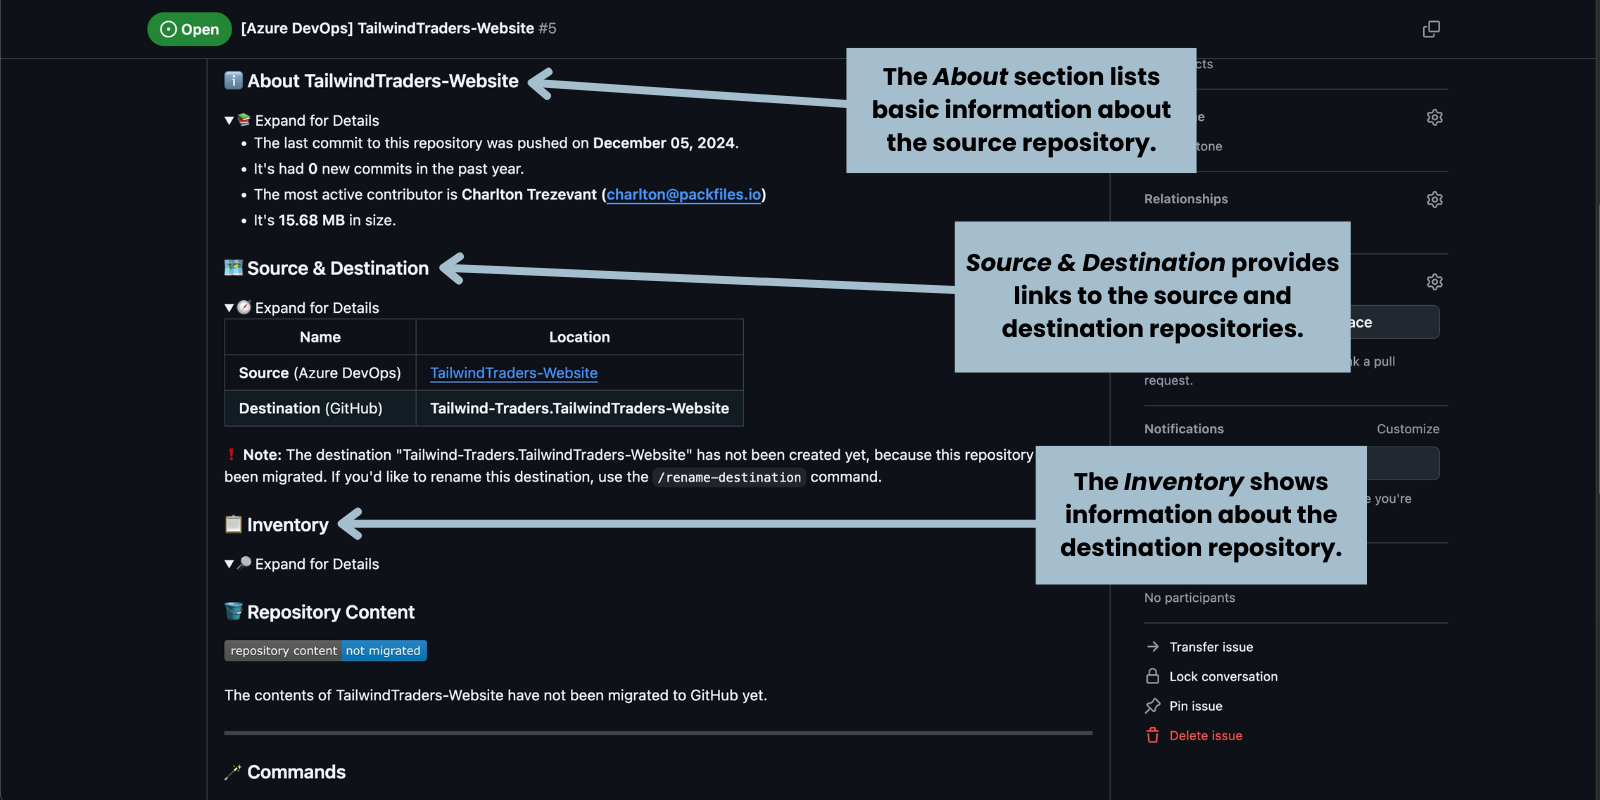 Open [Azure DevOps] TailwindTraders-Website #5
About TailwindTraders-Website
Expand for Details
The last commit to this repository was pushed on December 05, 2024.
It's had 0 new commits in the past year.
The most active contributor is Charlton Trezevant (charlton@packfiles.io)
It's 15.68 MB in size.
Source & Destination
Expand for Details
Name Location
Source (Azure DevOps) TailwindTraders-Website
Destination (GitHub) Tailwind-Traders.TailwindTraders-Website
Note: The destination "Tailwind-Traders.TailwindTraders-Website" has not been created yet, because this repository
been migrated. If you'd like to rename this destination, use the /rename-destination command.
Inventory
Expand for Details
Repository Content
repository content not migrated
The contents of TailwindTraders-Website have not been migrated to GitHub yet.
Commands
The About section lists
basic information about
the source repository.
Source & Destination provides
links to the source and
destination repositories.
The Inventory shows
information about the
destination repository.
Relationships
a pull
request.
Notifications Customize
you're
No participants
Transfer issue
Lock conversation
Pin issue
Delete issue